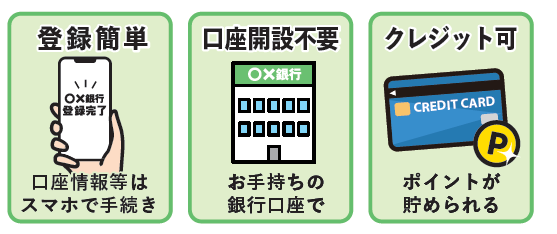 登録簡単
○×銀行
登録完了
口座情報等は
スマホで手続き
口座開設不要
○×銀行
お手持ちの
銀行口座で
クレジット可
CREDIT CARD
P
ポイントが
貯められる